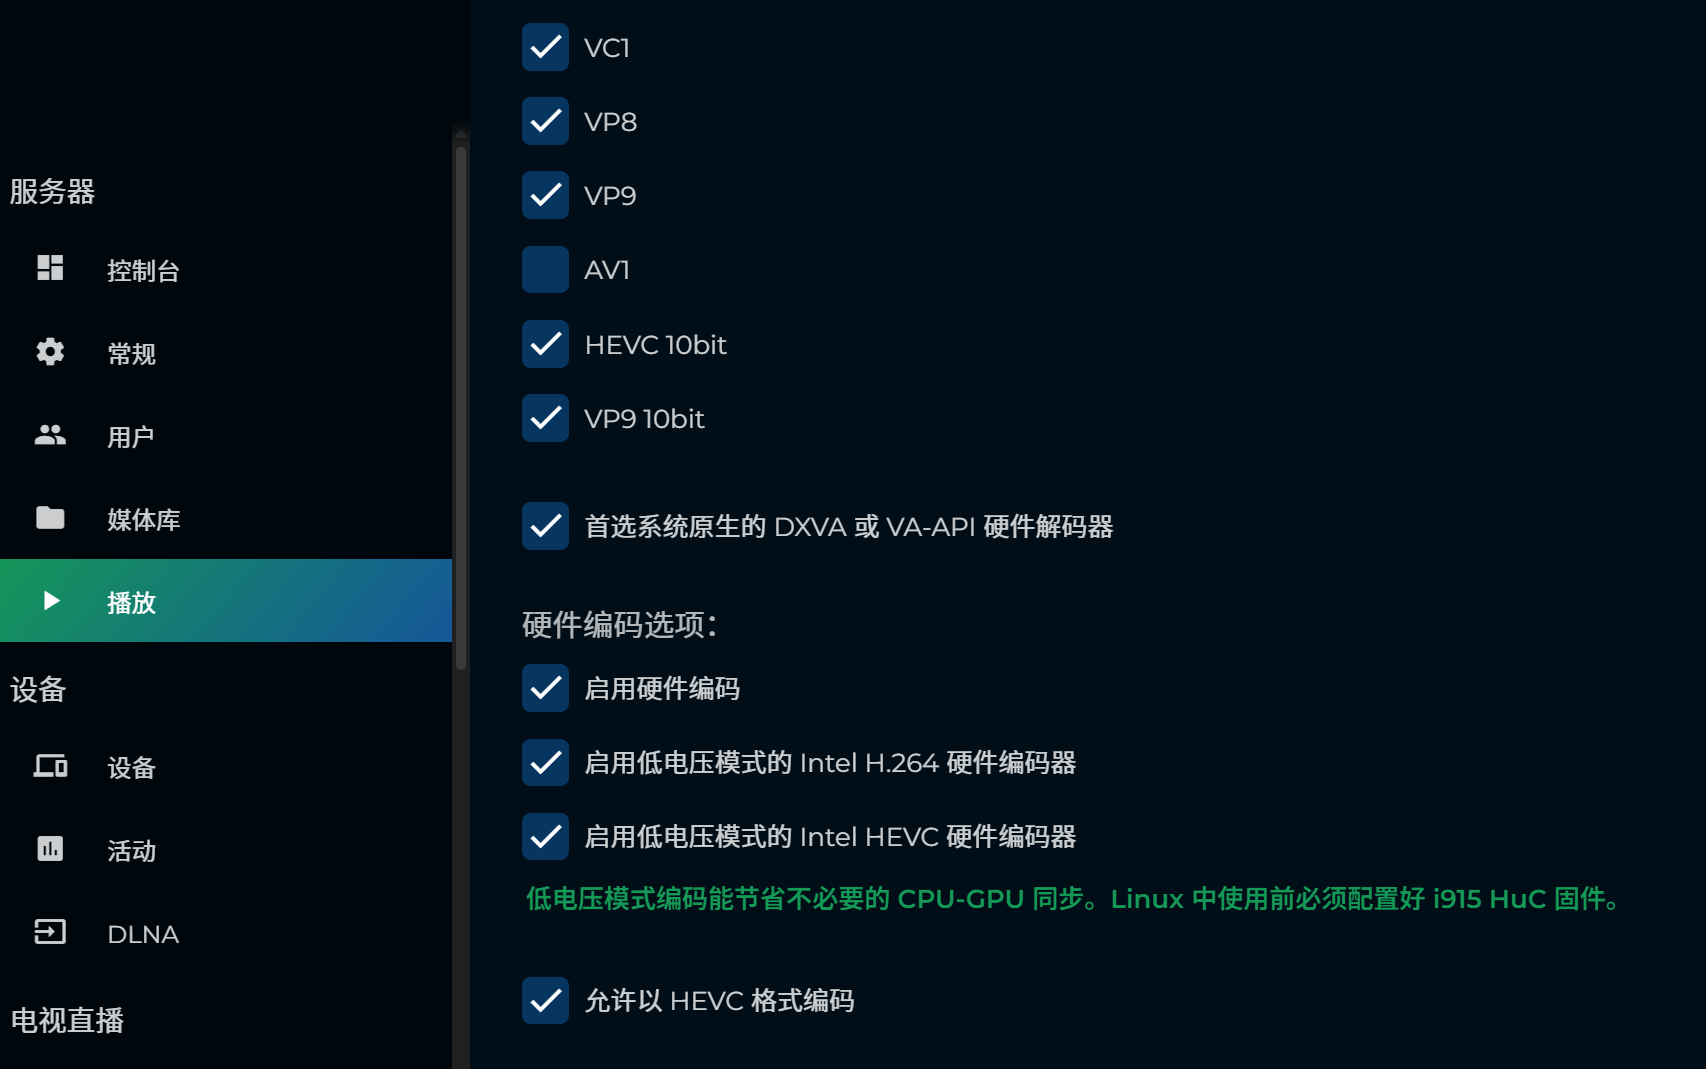 服务器
控制台
常规
用户
媒体库
播放
设备
设备
活动
DLNA
电视直播
VC1
VP8
VP9
AV1
HEVC 10bit
VP9 10bit
首选系统原生的 DXVA 或 VA-API 硬件解码器
硬件编码选项：
启用硬件编码
启用低电压模式的 Intel H.264 硬件编码器
启用低电压模式的 Intel HEVC 硬件编码器
低电压模式编码能节省不必要的 CPU-GPU 同步。Linux 中使用前必须配置好 i915 HuC 固件。
允许以 HEVC 格式编码